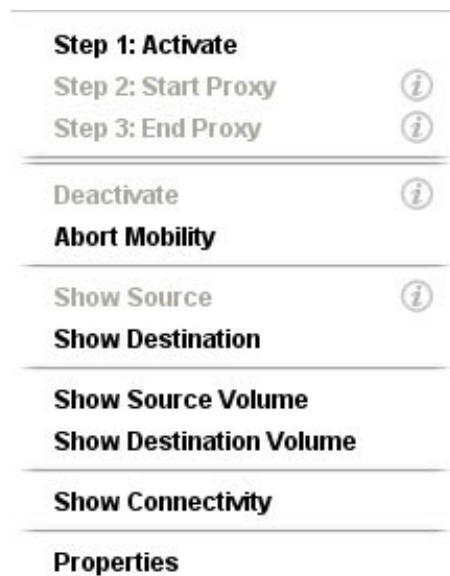 Step 1: Activate
Step 2: Start Proxy
Step 3: End Proxy
Deactivate
Abort Mobility
Show Source
Show Destination
Show Source Volume
Show Destination Volume
Show Connectivity
Properties